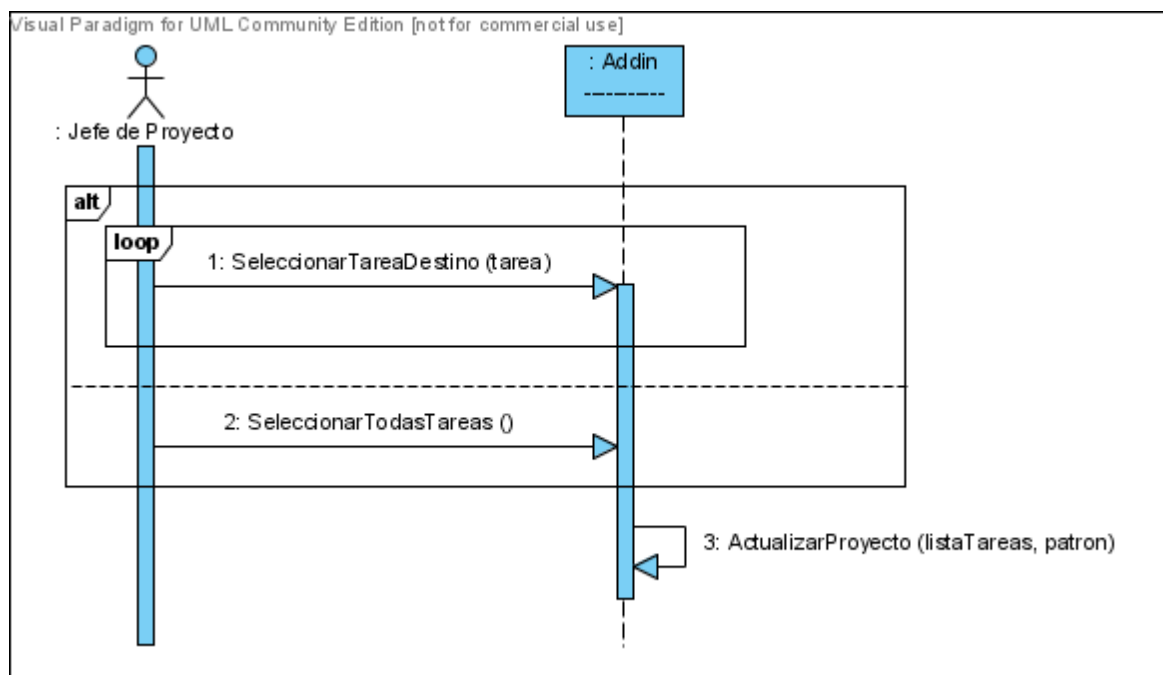 Visual Paradigm for UML Community Edition [not for commercial use]
: Jefe de Proyecto
: Addin
-----------
alt
loop
1: SeleccionarTareaDestino (tarea)
2: SeleccionarTodasTareas ()
3: ActualizarProyecto (listaTareas, patron)